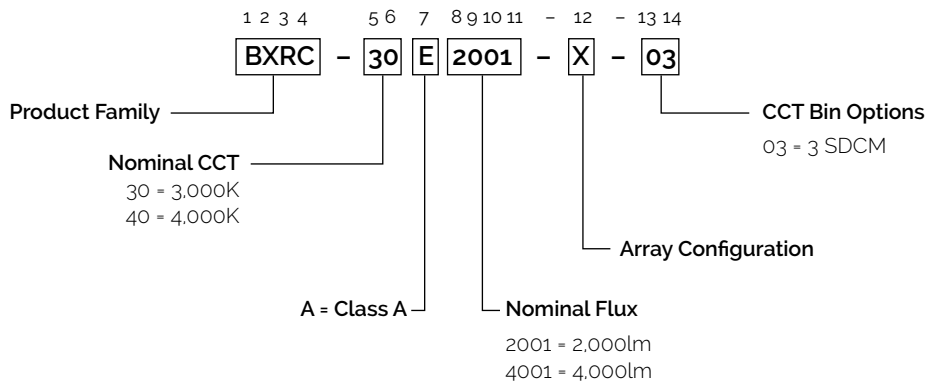 1 2 3 4 5 6 7 8 9 10 11 – 12 – 13 14
BXRC – 30 E 2001 – X – 03
Product Family
CCT Bin Options
03 = 3 SDCM
Nominal CCT
30 = 3,000K
40 = 4,000K
Array Configuration
A = Class A
Nominal Flux
2001 = 2,000lm
4001 = 4,000lm